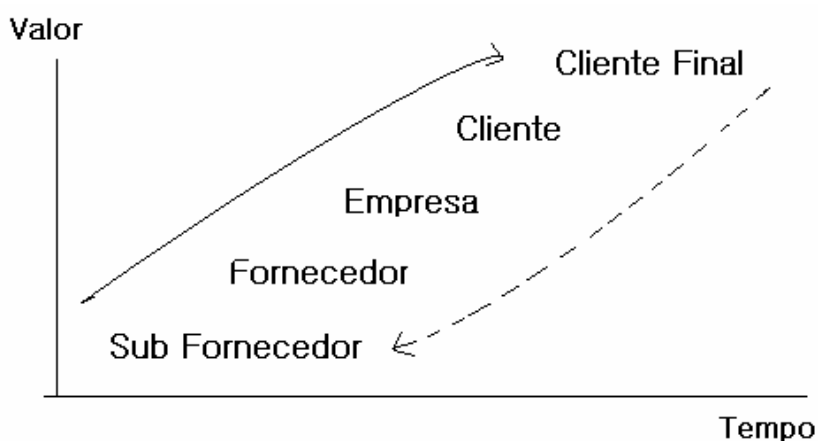 Valor
Cliente Final
Cliente
Empresa
Fornecedor
Sub Fornecedor
Tempo